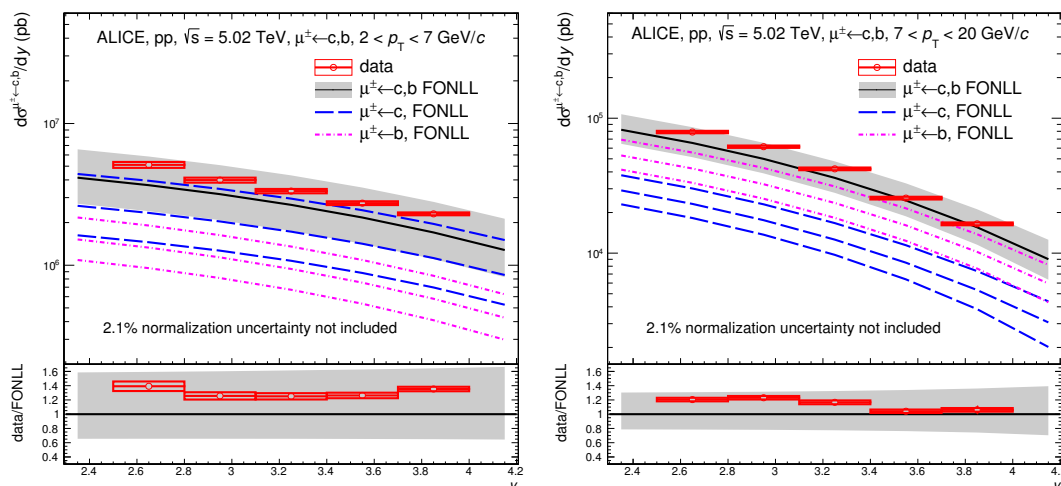 ALICE, pp, √s = 5.02 TeV, μ±←c,b, 2 < pT < 7 GeV/c
data
μ±←c,b FONLL
μ±←c, FONLL
μ±←b, FONLL
dσμ±←c,b/dy (pb)
10⁷
10⁶
2.1% normalization uncertainty not included
data/FONLL
1.6
1.4
1.2
1
0.8
0.6
0.4
2.4 2.6 2.8 3 3.2 3.4 3.6 3.8 4 4.2
ALICE, pp, √s = 5.02 TeV, μ±←c,b, 7 < pT < 20 GeV/c
data
μ±←c,b FONLL
μ±←c, FONLL
μ±←b, FONLL
dσμ±←c,b/dy (pb)
10⁵
10⁴
2.1% normalization uncertainty not included
data/FONLL
1.6
1.4
1.2
1
0.8
0.6
0.4
2.4 2.6 2.8 3 3.2 3.4 3.6 3.8 4